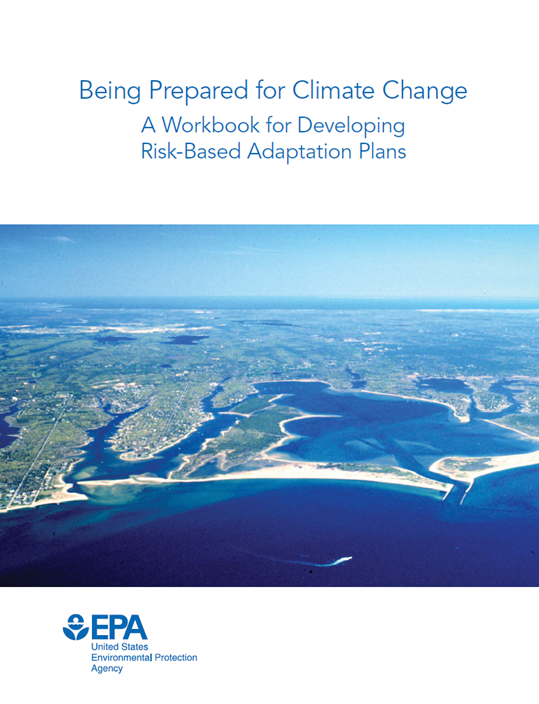 Being Prepared for Climate Change
A Workbook for Developing
Risk-Based Adaptation Plans
EPA
United States
Environmental Protection
Agency